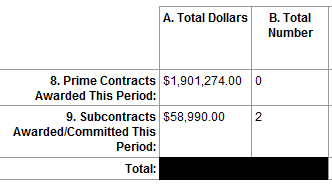 A. Total Dollars B. Total
Number
8. Prime Contracts $1,901,274.00 0
Awarded This Period:
9. Subcontracts $58,990.00 2
Awarded/Committed This
Period:
Total: